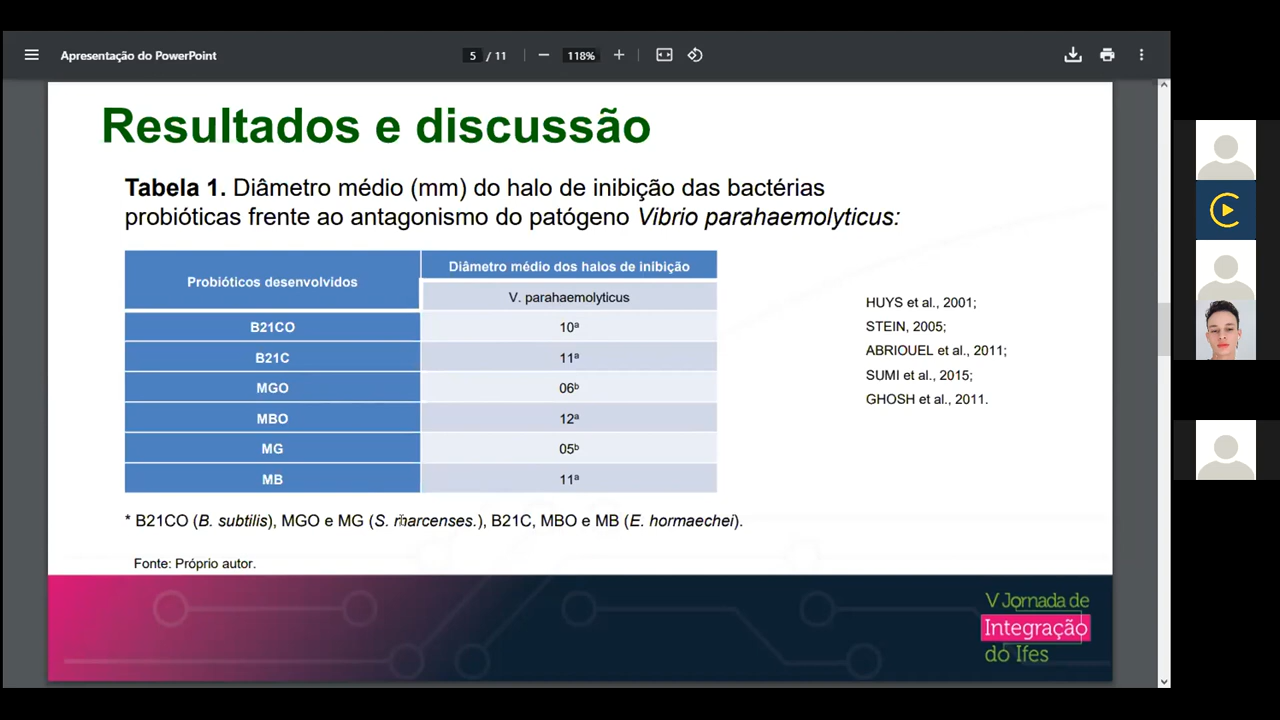 Apresentação do PowerPoint
5 / 11
118%
Resultados e discussão
Tabela 1. Diâmetro médio (mm) do halo de inibição das bactérias
probióticas frente ao antagonismo do patógeno Vibrio parahaemolyticus:
Probióticos desenvolvidos
Diâmetro médio dos halos de inibição
V. parahaemolyticus
B21CO 10ª
B21C 11ª
MGO 06ᵇ
MBO 12ª
MG 05ᵇ
MB 11ª
HUYS et al., 2001;
STEIN, 2005;
ABRIOUEL et al., 2011;
SUMI et al., 2015;
GHOSH et al., 2011.
* B21CO (B. subtilis), MGO e MG (S. marcenses.), B21C, MBO e MB (E. hormaechei).
Fonte: Próprio autor.
V Jornada de
Integração
do Ifes